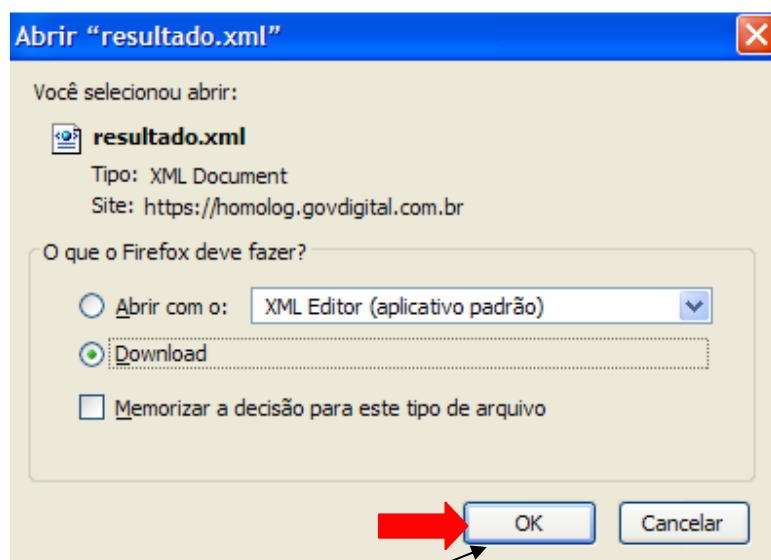 Abrir “resultado.xml”
Você selecionou abrir:
resultado.xml
Tipo: XML Document
Site: https://homolog.govdigital.com.br
O que o Firefox deve fazer?
Abrir com o: XML Editor (aplicativo padrão)
Download
Memorizar a decisão para este tipo de arquivo
OK Cancelar